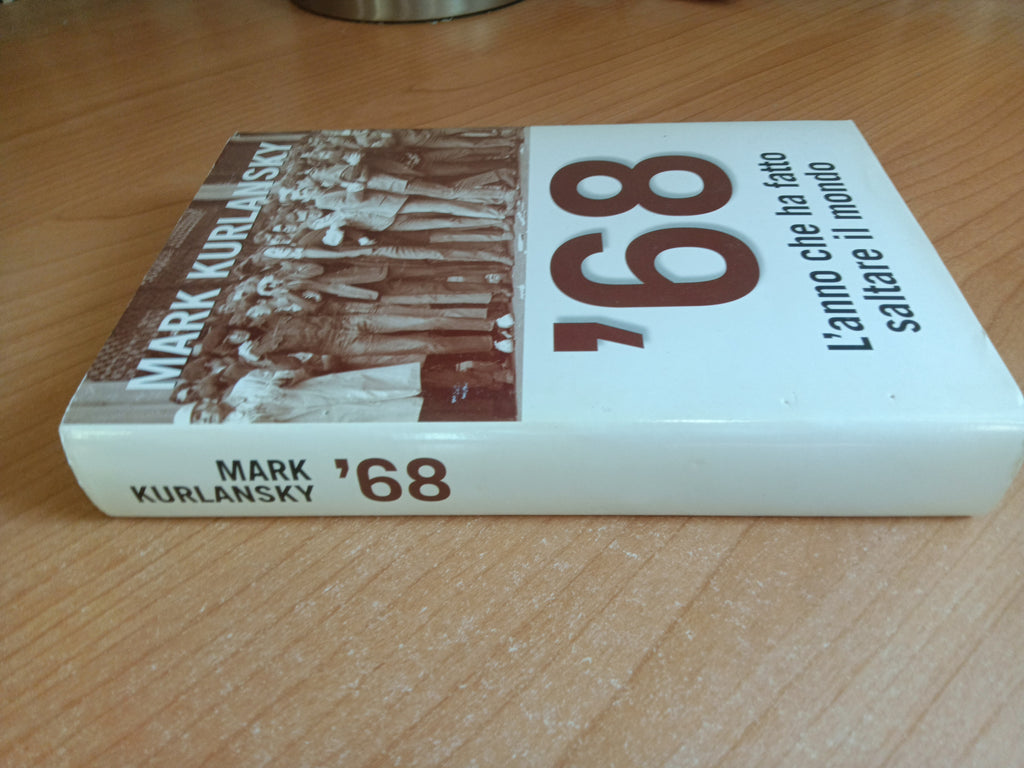 MARK KURLANSKY
'68
L'anno che ha fatto
saltare il mondo
MARK
KURLANSKY
'68